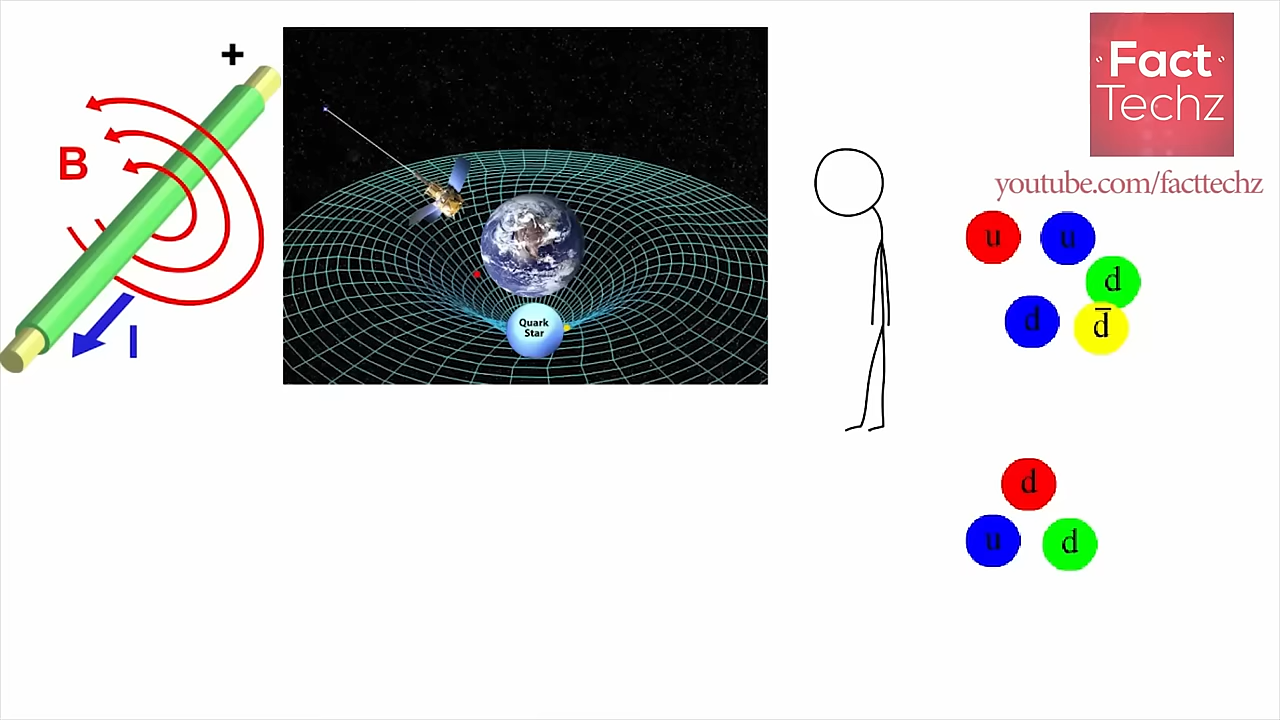 +
B
I
Quark
Star
Fact
Techz
youtube.com/facttechz
u
u
d
d
d̅
d
u
d